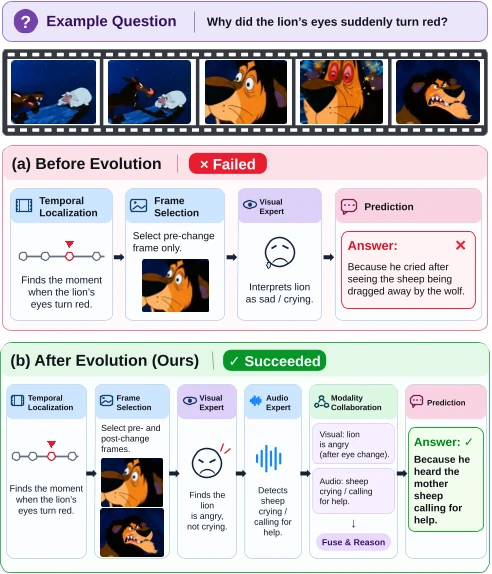 ?
Example Question
Why did the lion's eyes suddenly turn red?
(a) Before Evolution
× Failed
Temporal
Localization
Finds the moment
when the lion's
eyes turn red.
Frame
Selection
Select pre-change
frame only.
Visual
Expert
Interprets lion
as sad / crying.
Prediction
Answer: ×
Because he cried after
seeing the sheep being
dragged away by the wolf.
(b) After Evolution (Ours)
✓ Succeeded
Temporal
Localization
Finds the moment
when the lion's
eyes turn red.
Frame
Selection
Select pre- and
post-change
frames.
Visual
Expert
Finds the
lion
is angry,
not crying.
Audio
Expert
Detects
sheep
crying /
calling for
help.
Modality
Collaboration
Visual: lion
is angry
(after eye change).
Audio: sheep
crying / calling
for help.
↓
Fuse & Reason
Prediction
Answer: ✓
Because he
heard the
mother
sheep
calling for
help.